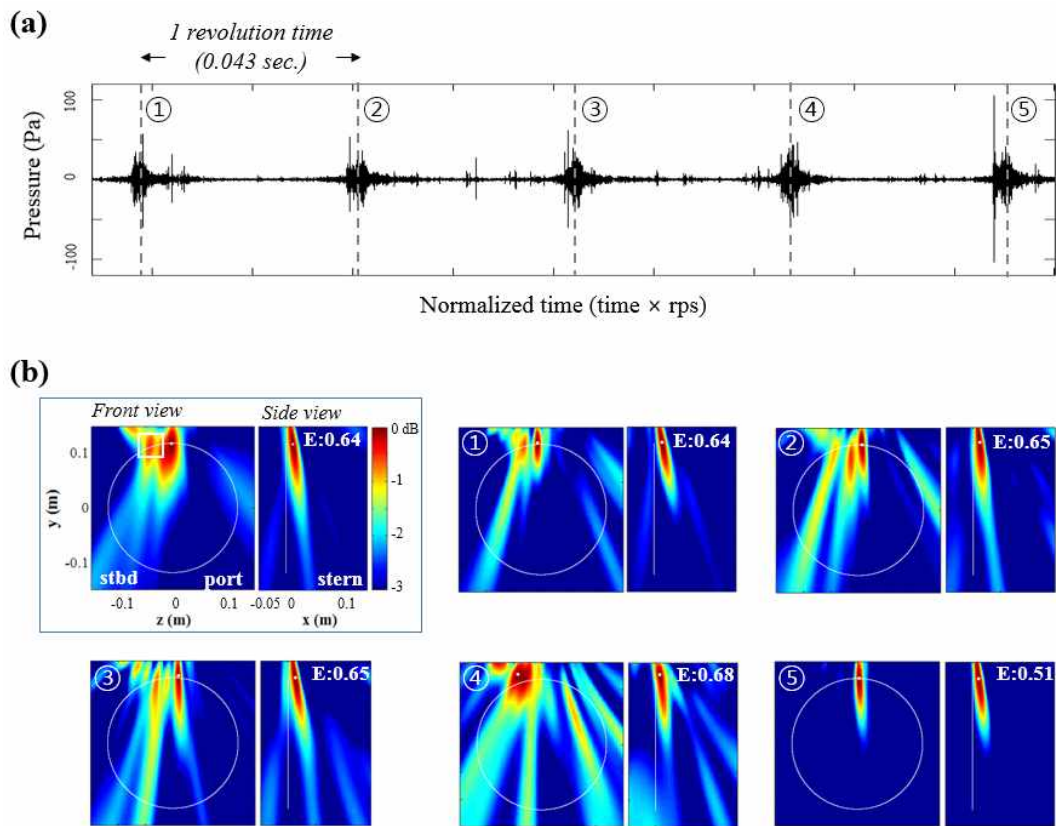 (a)
1 revolution time
(0.043 sec.)
① ② ③ ④ ⑤
100
0
-100
Pressure (Pa)
Normalized time (time × rps)
(b)
Front view Side view
E:0.64
0 dB
-1
-2
-3
0.1
0
-0.1
y (m)
stbd port stern
-0.1 0 0.1 -0.05 0 0.1
z (m) x (m)
① E:0.64
② E:0.65
③ E:0.65
④ E:0.68
⑤ E:0.51